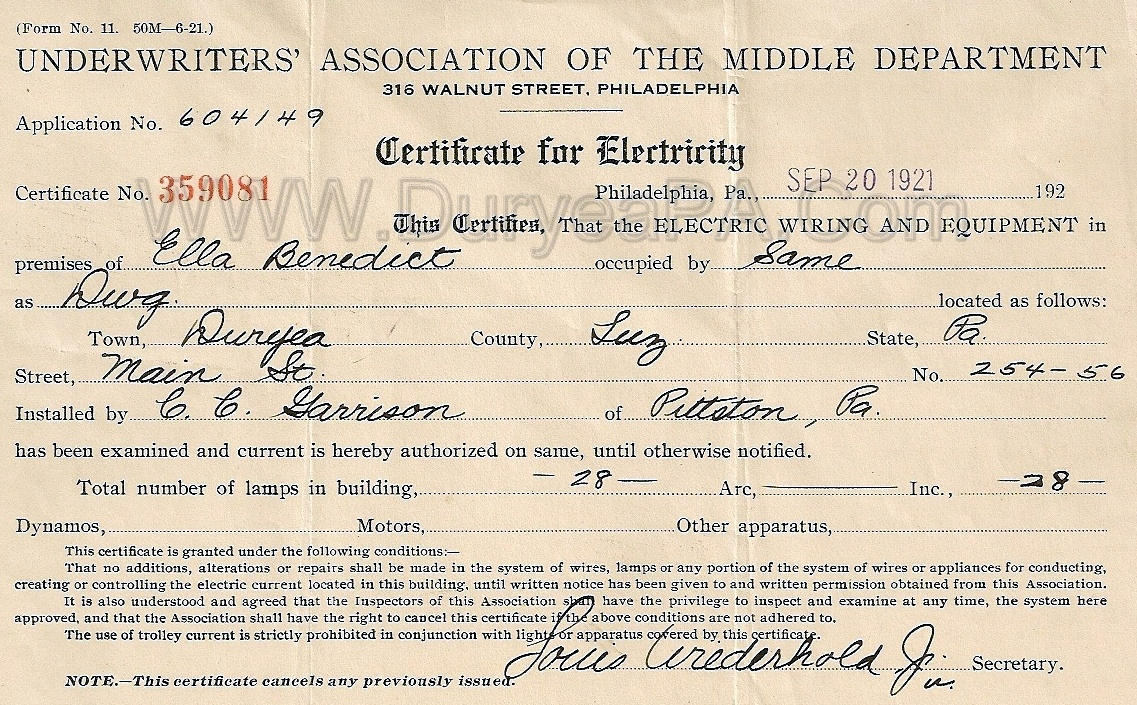 (Form No. 11. 50M—6-21.)
UNDERWRITERS' ASSOCIATION OF THE MIDDLE DEPARTMENT
316 WALNUT STREET, PHILADELPHIA
Application No. 604149
Certificate for Electricity
Certificate No. 359081 Philadelphia, Pa., SEP 20 1921 192
WWW.DuryeaPA.Com
This Certifies, That the ELECTRIC WIRING AND EQUIPMENT in
premises of Ella Benedict occupied by Same
as Dwg. located as follows:
Town, Duryea County, Luz. State, Pa.
Street, Main St. No. 254-56
Installed by C. C. Garrison of Pittston, Pa.
has been examined and current is hereby authorized on same, until otherwise notified.
Total number of lamps in building, —28— Arc, — Inc., —28—
Dynamos, Motors, Other apparatus,
This certificate is granted under the following conditions:—
That no additions, alterations or repairs shall be made in the system of wires, lamps or any portion of the system of wires or appliances for conducting,
creating or controlling the electric current located in this building, until written notice has been given to and written permission obtained from this Association.
It is also understood and agreed that the Inspectors of this Association shall have the privilege to inspect and examine at any time, the system here
approved, and that the Association shall have the right to cancel this certificate if the above conditions are not adhered to.
The use of trolley current is strictly prohibited in conjunction with lights or apparatus covered by this certificate.
Louis Wiederhold Jr. Secretary.
NOTE.—This certificate cancels any previously issued.